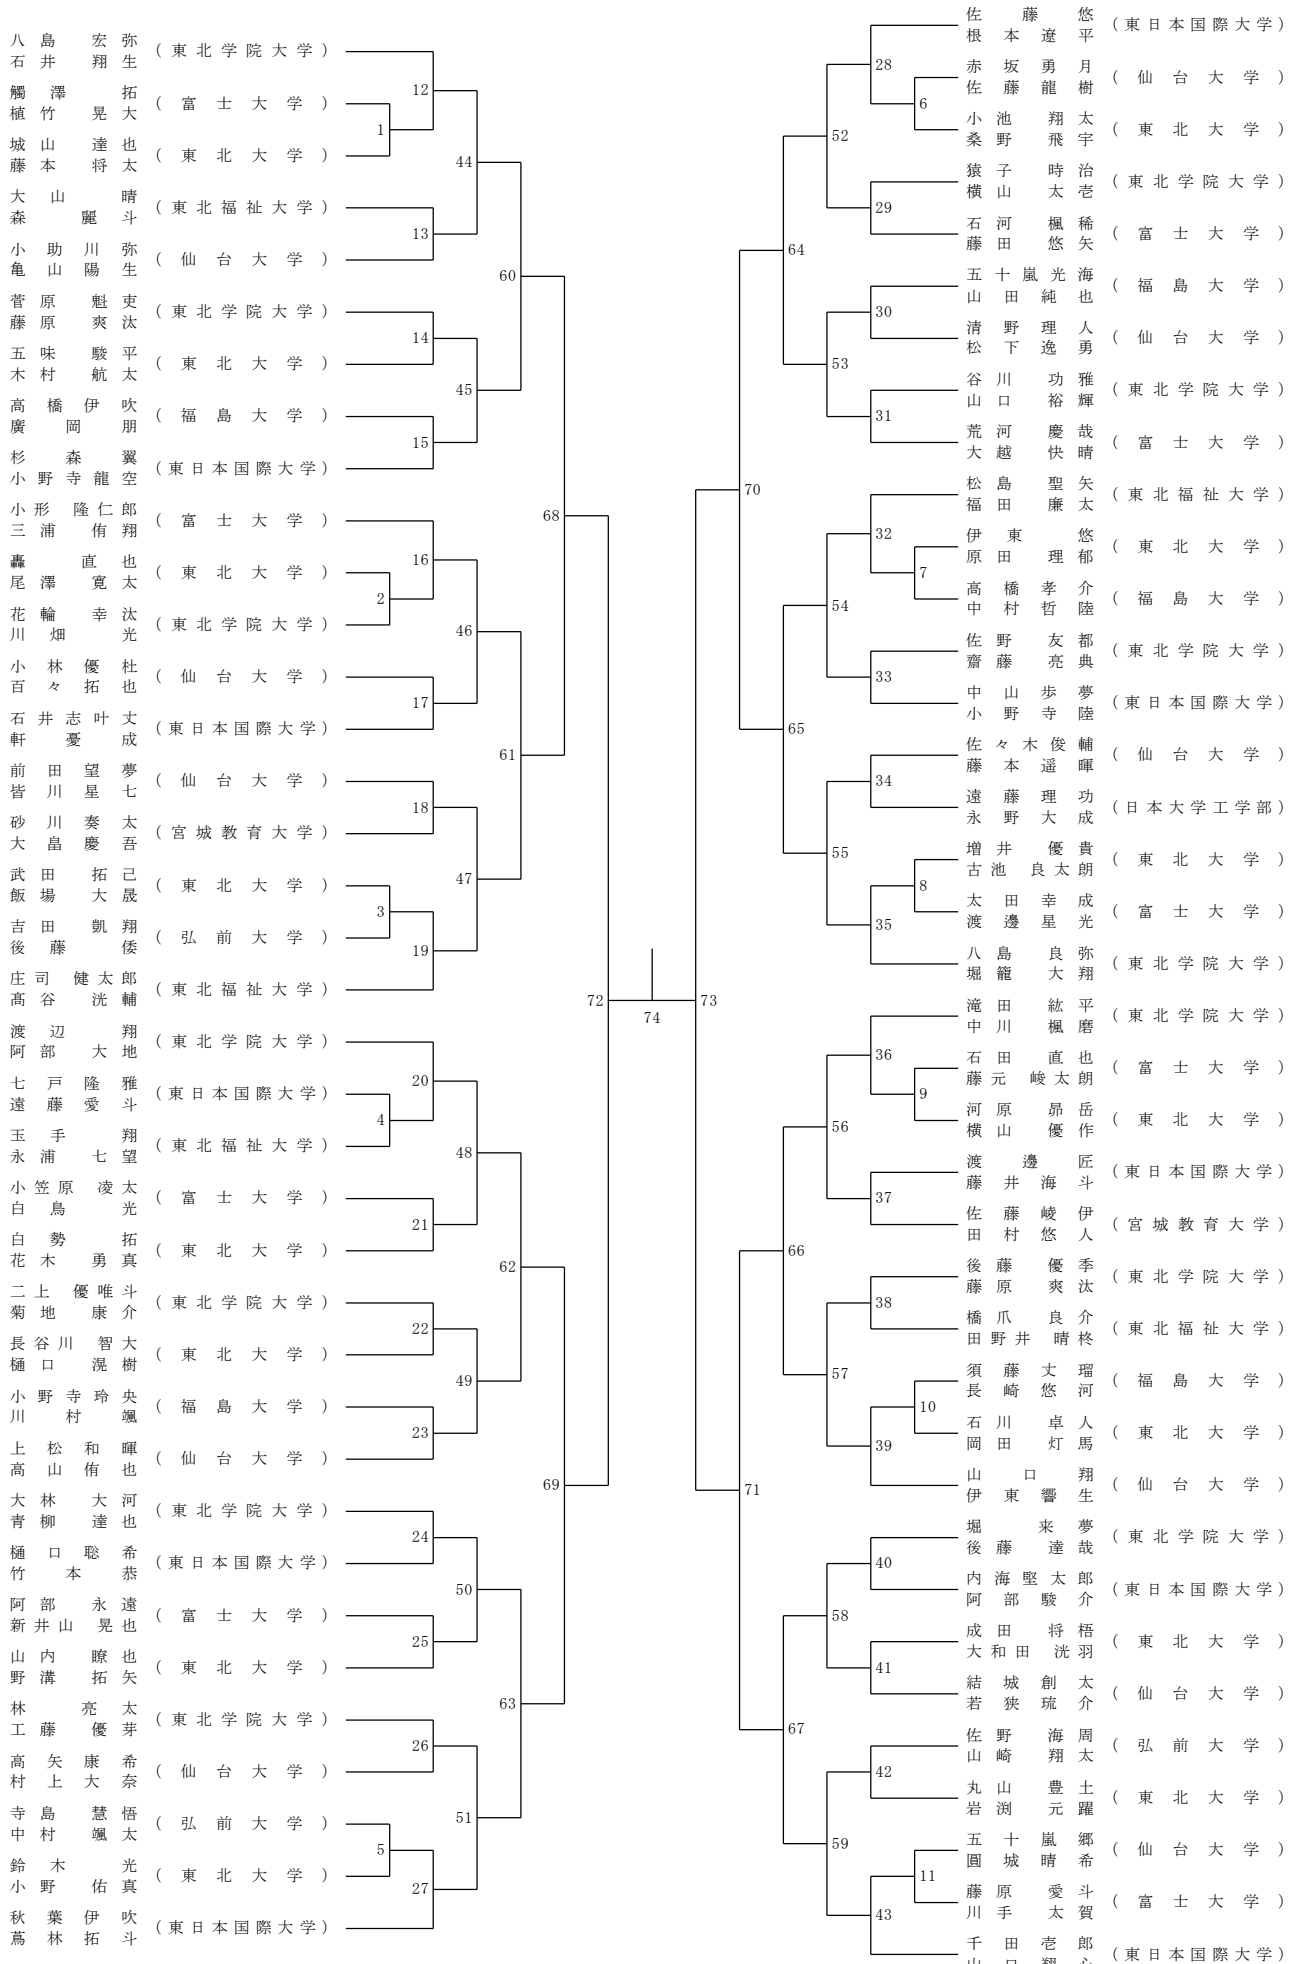 八島 宏弥
石井 翔生 (東北学院大学)
觸澤 拓
植竹 晃大 (富士大学)
城山 達也
藤本 将太 (東北大学)
大山 晴
森 麗斗 (東北福祉大学)
小助川 弥
亀山陽生 (仙台大学)
菅原 魁吏
藤原 爽汰 (東北学院大学)
五味 駿平
木村 航太 (東北大学)
高橋伊吹
廣岡朋 (福島大学)
杉森翼
小野寺龍空 (東日本国際大学)
小形 隆仁郎
三浦 侑翔 (富士大学)
轟 直也
尾澤 寛太 (東北大学)
花輪 幸汰
川畑 光 (東北学院大学)
小林優杜
百々拓也 (仙台大学)
石井志叶丈
軒憂成 (東日本国際大学)
前田望夢
皆川星七 (仙台大学)
砂川奏太
大畠慶吾 (宮城教育大学)
武田 拓己
飯場 大晟 (東北大学)
吉田 凱翔
後藤 倭 (弘前大学)
庄司 健太郎
髙谷 洸輔 (東北福祉大学)
渡辺 翔
阿部 大地 (東北学院大学)
七戸隆雅
遠藤愛斗 (東日本国際大学)
玉手 翔
永浦 七望 (東北福祉大学)
小笠原 凌太
白鳥 光 (富士大学)
白勢 拓
花木 勇真 (東北大学)
二上 優唯斗
菊地 康介 (東北学院大学)
長谷川 智大
樋口 滉樹 (東北大学)
小野寺玲央
川村颯 (福島大学)
上松和暉
高山侑也 (仙台大学)
大林 大河
青柳 達也 (東北学院大学)
樋口聡希
竹本恭 (東日本国際大学)
阿部 永遠
新井山 晃也 (富士大学)
山内 瞭也
野溝 拓矢 (東北大学)
林 亮太
工藤 優芽 (東北学院大学)
高矢康希
村上大奈 (仙台大学)
寺島 慧悟
中村 颯太 (弘前大学)
鈴木 光
小野 佑真 (東北大学)
秋葉伊吹
蔦林拓斗 (東日本国際大学)
1
2
3
4
5
12
13
14
15
16
17
18
19
20
21
22
23
24
25
26
27
44
45
46
47
48
49
50
51
60
61
62
63
68
69
72
74
73
70
71
64
65
66
67
52
53
54
55
56
57
58
59
28
29
30
31
32
33
34
35
36
37
38
39
40
41
42
43
6
7
8
9
10
11
佐藤悠
根本遼平 (東日本国際大学)
赤坂勇月
佐藤龍樹 (仙台大学)
小池 翔太
桑野 飛宇 (東北大学)
猿子 時治
横山 太壱 (東北学院大学)
石河 楓稀
藤田 悠矢 (富士大学)
五十嵐光海
山田純也 (福島大学)
清野理人
松下逸勇 (仙台大学)
谷川 功雅
山口 裕輝 (東北学院大学)
荒河 慶哉
大越 快晴 (富士大学)
松島 聖矢
福田 廉太 (東北福祉大学)
伊東 悠
原田 理郁 (東北大学)
高橋孝介
中村哲陸 (福島大学)
佐野 友都
齋藤 亮典 (東北学院大学)
中山歩夢
小野寺陸 (東日本国際大学)
佐々木俊輔
藤本遥暉 (仙台大学)
遠藤理功
永野大成 (日本大学工学部)
増井 優貴
古池 良太朗 (東北大学)
太田幸成
渡邊星光 (富士大学)
八島 良弥
堀籠 大翔 (東北学院大学)
滝田 紘平
中川 楓磨 (東北学院大学)
石田 直也
藤元 峻太朗 (富士大学)
河原 昴岳
横山 優作 (東北大学)
渡邊匠
藤井海斗 (東日本国際大学)
佐藤崚伊
田村悠人 (宮城教育大学)
後藤 優季
藤原 爽汰 (東北学院大学)
橋爪 良介
田野井 晴柊 (東北福祉大学)
須藤丈瑠
長崎悠河 (福島大学)
石川 卓人
岡田 灯馬 (東北大学)
山口翔
伊東響生 (仙台大学)
堀 来夢
後藤 達哉 (東北学院大学)
内海堅太郎
阿部駿介 (東日本国際大学)
成田 将梧
大和田 洸羽 (東北大学)
結城創太
若狭琉介 (仙台大学)
佐野 海周
山崎 翔太 (弘前大学)
丸山 豊土
岩渕 元躍 (東北大学)
五十嵐郷
圓城晴希 (仙台大学)
藤原 愛斗
川手 太賀 (富士大学)
千田壱郎
(東日本国際大学)